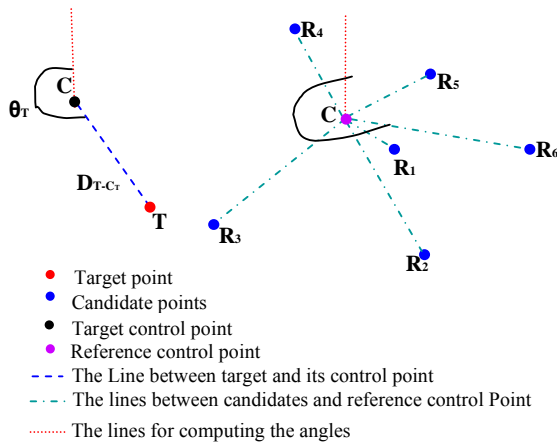 R4
C
R5
θT
C
R1
R6
DT-CT
T
R3
R2
Target point
Candidate points
Target control point
Reference control point
The Line between target and its control point
The lines between candidates and reference control Point
The lines for computing the angles